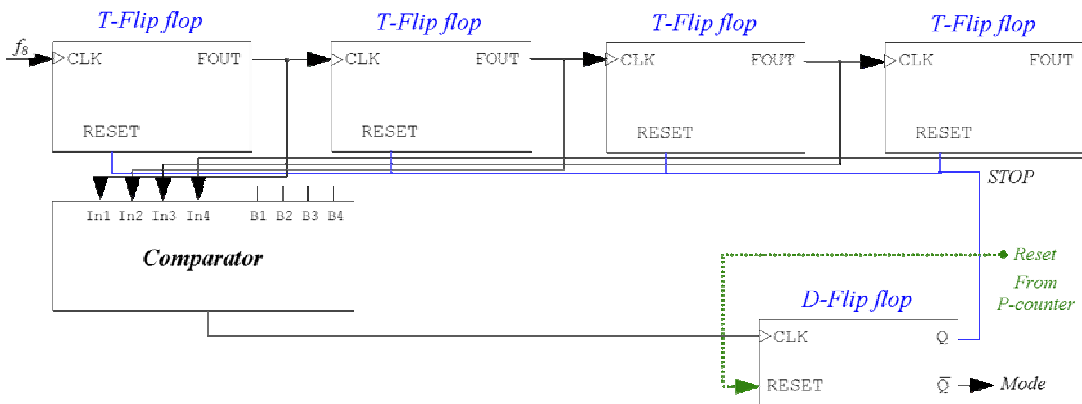 T-Flip flop T-Flip flop T-Flip flop T-Flip flop
f8 CLK FOUT CLK FOUT CLK FOUT CLK FOUT
RESET RESET RESET RESET
STOP
In1 In2 In3 In4 B1 B2 B3 B4
Comparator
Reset
From
P-counter
D-Flip flop
CLK Q
RESET Q̅ Mode